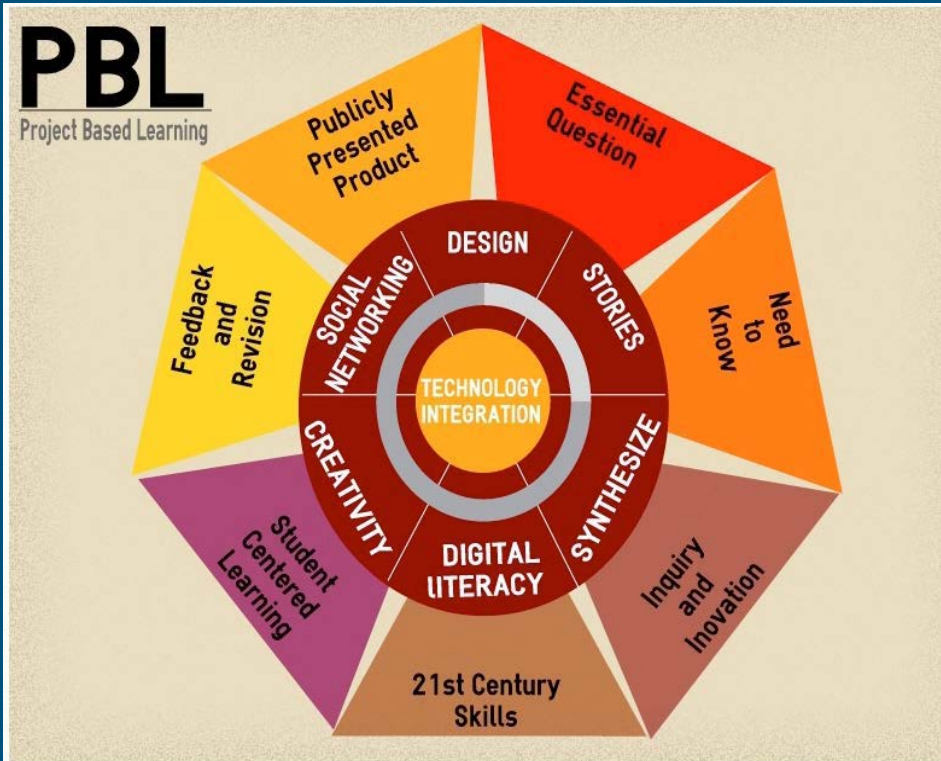 PBL
Project Based Learning
Essential
Question
Need
to
Know
Inquiry
and
Inovation
21st Century
Skills
Student
Centered
Learning
Feedback
and
Revision
Publicly
Presented
Product
DESIGN
STORIES
SYNTHESIZE
DIGITAL
lITERACY
CREATIVITY
SOCIAL
NETWORKING
TECHNOLOGY
INTEGRATION